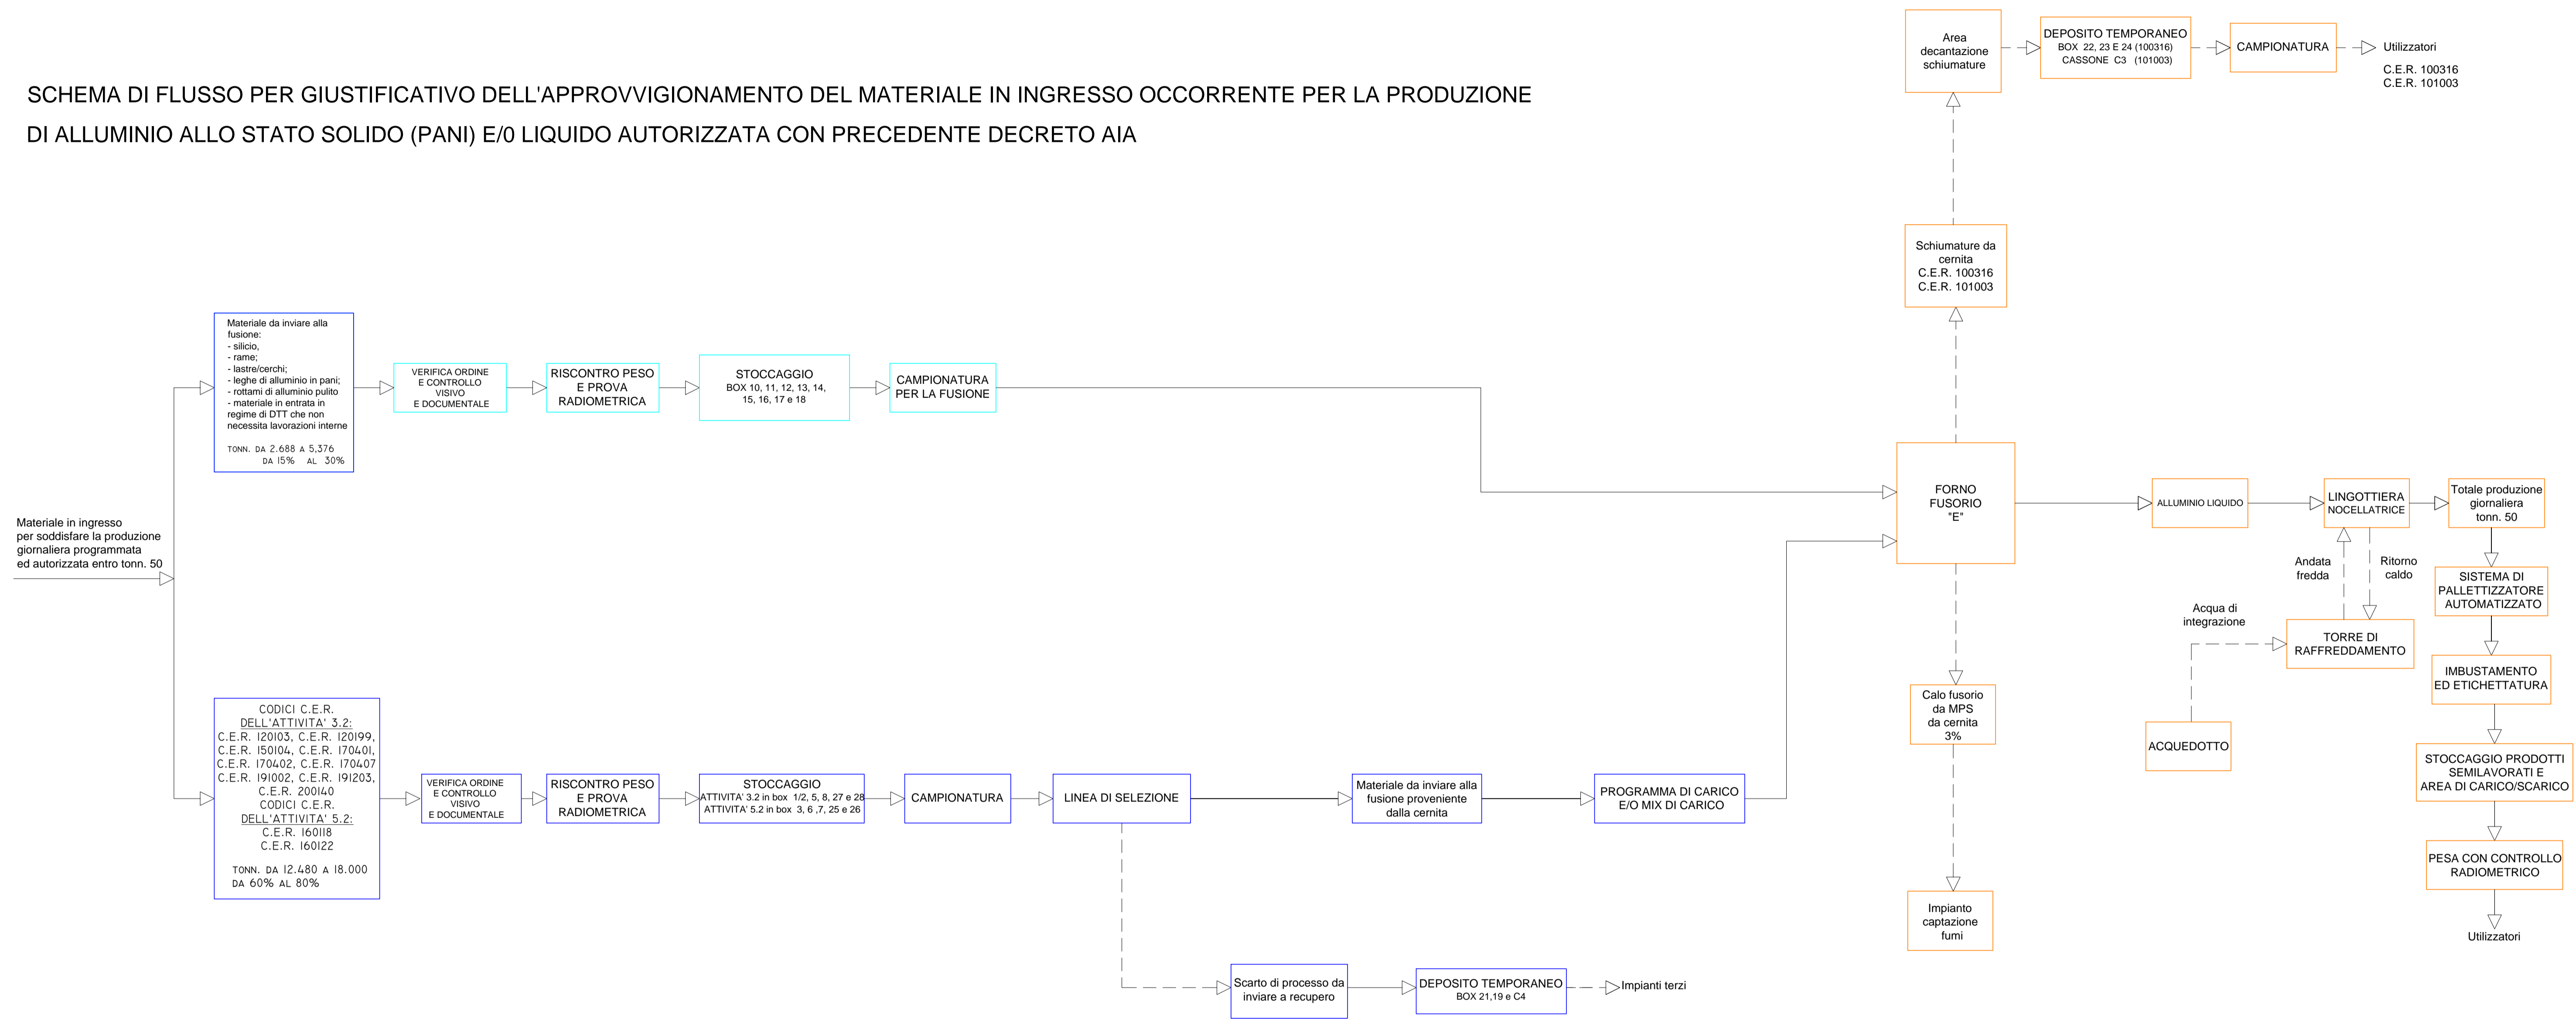 SCHEMA DI FLUSSO PER GIUSTIFICATIVO DELL'APPROVVIGIONAMENTO DEL MATERIALE IN INGRESSO OCCORRENTE PER LA PRODUZIONE
DI ALLUMINIO ALLO STATO SOLIDO (PANI) E/0 LIQUIDO AUTORIZZATA CON PRECEDENTE DECRETO AIA
Area
decantazione
schiumature
DEPOSITO TEMPORANEO
BOX 22, 23 E 24 (100316)
CASSONE C3 (101003)
CAMPIONATURA
Utilizzatori
C.E.R. 100316
C.E.R. 101003
Schiumature da
cernita
C.E.R. 100316
C.E.R. 101003
Materiale in ingresso
per soddisfare la produzione
giornaliera programmata
ed autorizzata entro tonn. 50
Materiale da inviare alla
fusione:
- silicio,
- rame;
- lastre/cerchi;
- leghe di alluminio in pani;
- rottami di alluminio pulito
- materiale in entrata in
regime di DTT che non
necessita lavorazioni interne
TONN. DA 2.688 A 5,376
DA 15% AL 30%
VERIFICA ORDINE
E CONTROLLO
VISIVO
E DOCUMENTALE
RISCONTRO PESO
E PROVA
RADIOMETRICA
STOCCAGGIO
BOX 10, 11, 12, 13, 14,
15, 16, 17 e 18
CAMPIONATURA
PER LA FUSIONE
FORNO
FUSORIO
"E"
ALLUMINIO LIQUIDO
LINGOTTIERA
NOCELLATRICE
Totale produzione
giornaliera
tonn. 50
Andata
fredda
Ritorno
caldo
SISTEMA DI
PALLETTIZZATORE
AUTOMATIZZATO
Acqua di
integrazione
TORRE DI
RAFFREDDAMENTO
IMBUSTAMENTO
ED ETICHETTATURA
ACQUEDOTTO
STOCCAGGIO PRODOTTI
SEMILAVORATI E
AREA DI CARICO/SCARICO
PESA CON CONTROLLO
RADIOMETRICO
Utilizzatori
Calo fusorio
da MPS
da cernita
3%
Impianto
captazione
fumi
CODICI C.E.R.
DELL'ATTIVITA' 3.2:
C.E.R. 120103, C.E.R. 120199,
C.E.R. 150104, C.E.R. 170401,
C.E.R. 170402, C.E.R. 170407
C.E.R. 191002, C.E.R. 191203,
C.E.R. 200140
CODICI C.E.R.
DELL'ATTIVITA' 5.2:
C.E.R. 160118
C.E.R. 160122
TONN. DA 12.480 A 18.000
DA 60% AL 80%
VERIFICA ORDINE
E CONTROLLO
VISIVO
E DOCUMENTALE
RISCONTRO PESO
E PROVA
RADIOMETRICA
STOCCAGGIO
ATTIVITA' 3.2 in box 1/2, 5, 8, 27 e 28
ATTIVITA' 5.2 in box 3, 6 ,7, 25 e 26
CAMPIONATURA
LINEA DI SELEZIONE
Materiale da inviare alla
fusione proveniente
dalla cernita
PROGRAMMA DI CARICO
E/O MIX DI CARICO
Scarto di processo da
inviare a recupero
DEPOSITO TEMPORANEO
BOX 21,19 e C4
Impianti terzi